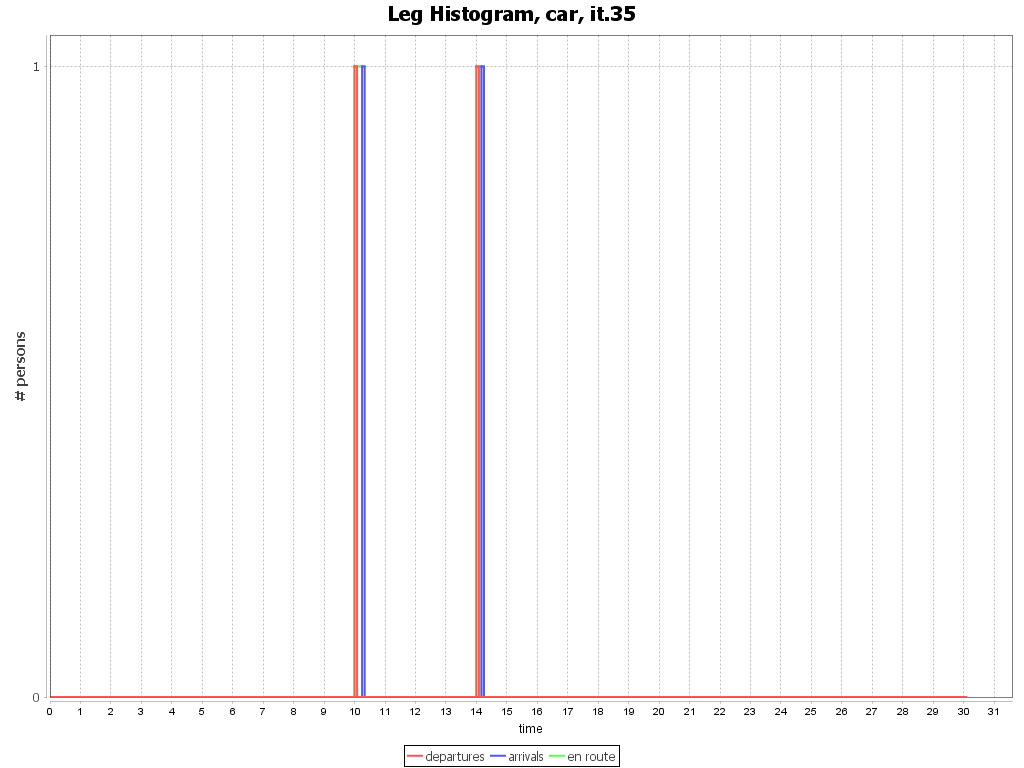 Leg Histogram, car, it.35
# persons
1
0
0 1 2 3 4 5 6 7 8 9 10 11 12 13 14 15 16 17 18 19 20 21 22 23 24 25 26 27 28 29 30 31
time
departures arrivals en route